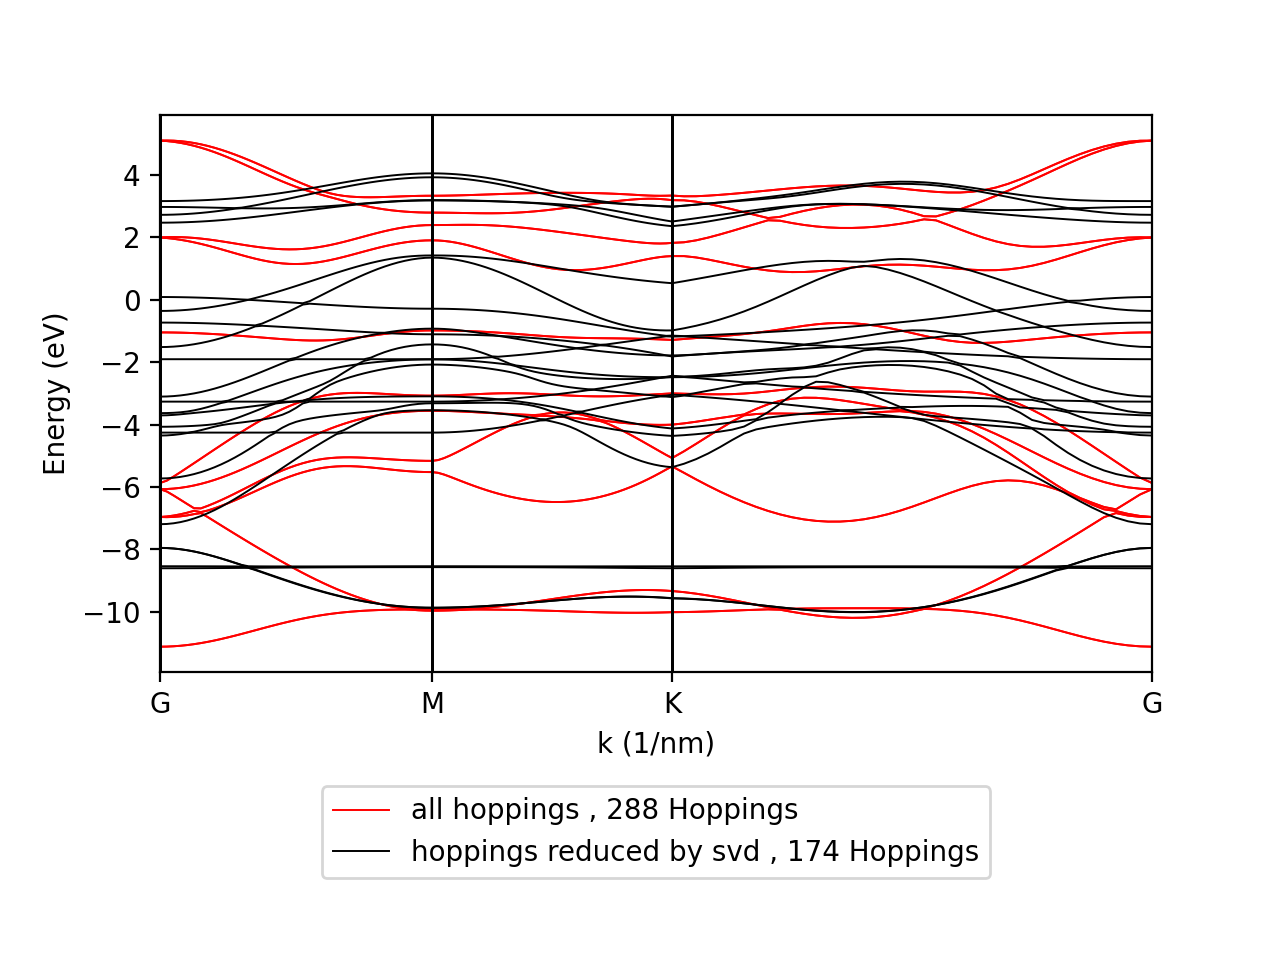 4
2
0
−2
−4
−6
−8
−10
Energy (eV)
G M K G
k (1/nm)
all hoppings , 288 Hoppings
hoppings reduced by svd , 174 Hoppings